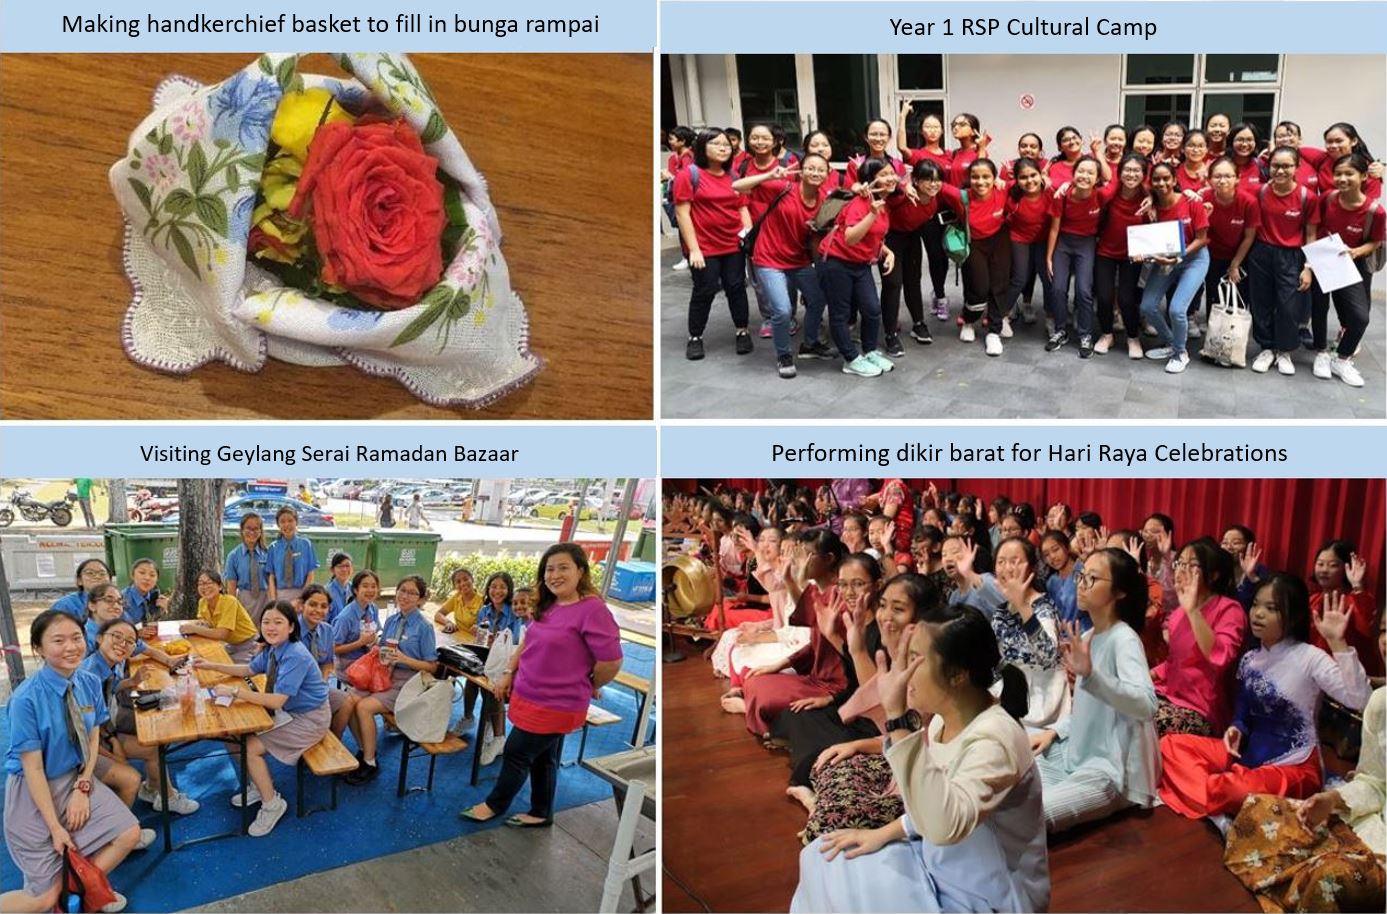 Making handkerchief basket to fill in bunga rampai
Year 1 RSP Cultural Camp
Visiting Geylang Serai Ramadan Bazaar
Performing dikir barat for Hari Raya Celebrations